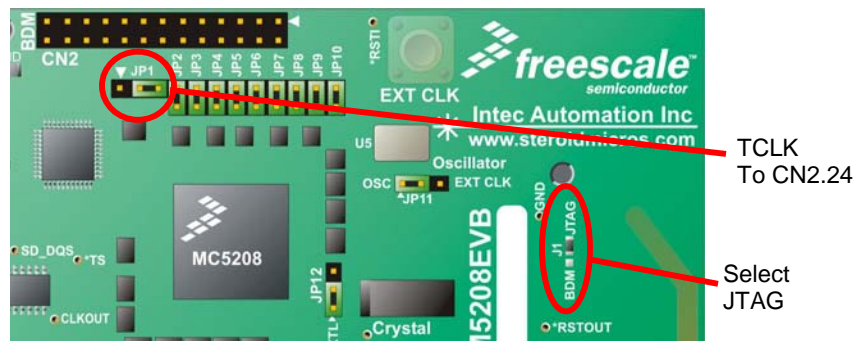 BDM
CN2
JP1
JP2
JP3
JP4
JP5
JP6
JP7
JP8
JP9
JP10
*RSTI
EXT CLK
freescale™
semiconductor
Intec Automation Inc
www.steroidmicros.com
U5
Oscillator
OSC
EXT CLK
JP11
GND
JTAG
J1
BDM
TCLK
To CN2.24
Select
JTAG
SD_DQS
*TS
MC5208
JP12
CLKOUT
Crystal
M5208EVB
*RSTOUT